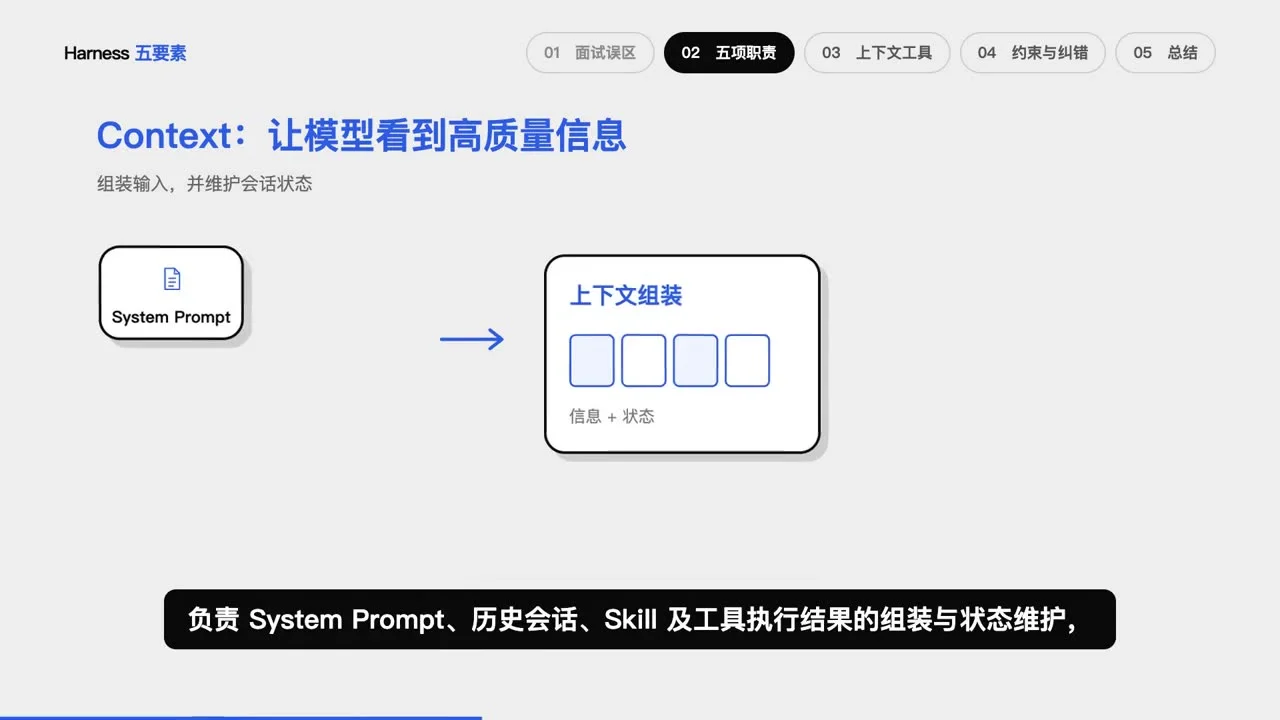 Harness 五要素
01 面试误区
02 五项职责
03 上下文工具
04 约束与纠错
05 总结
Context：让模型看到高质量信息
组装输入，并维护会话状态
System Prompt
上下文组装
信息 + 状态
负责 System Prompt、历史会话、Skill 及工具执行结果的组装与状态维护，